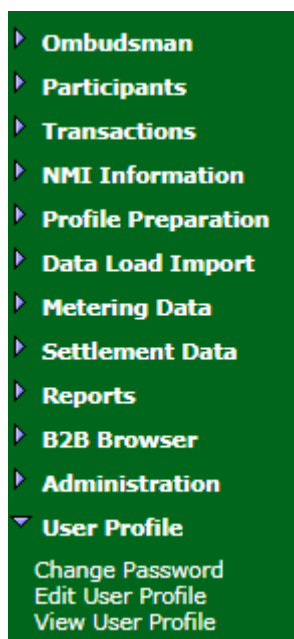 Ombudsman
Participants
Transactions
NMI Information
Profile Preparation
Data Load Import
Metering Data
Settlement Data
Reports
B2B Browser
Administration
User Profile
Change Password
Edit User Profile
View User Profile